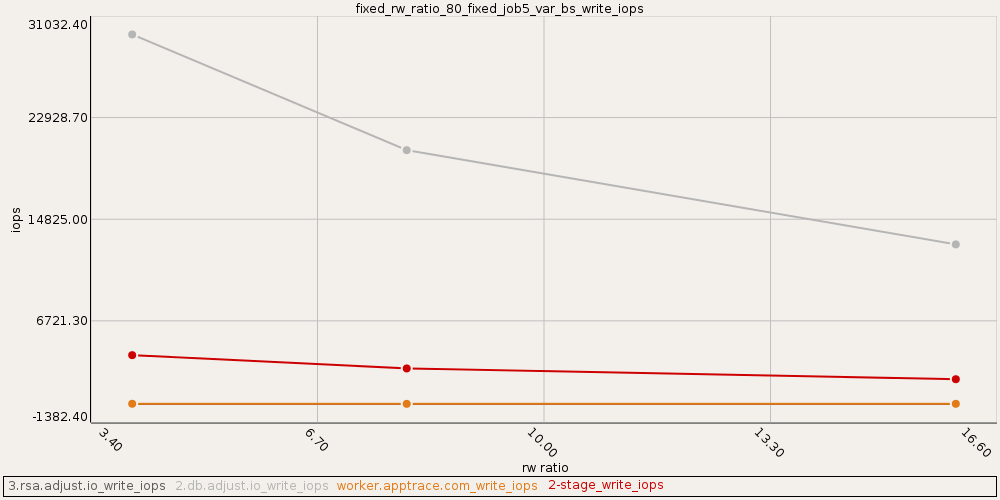 fixed_rw_ratio_80_fixed_job5_var_bs_write_iops
31032.40
22928.70
14825.00
6721.30
-1382.40
iops
3.40
6.70
10.00
13.30
16.60
rw ratio
3.rsa.adjust.io_write_iops 2.db.adjust.io_write_iops worker.apptrace.com_write_iops 2-stage_write_iops